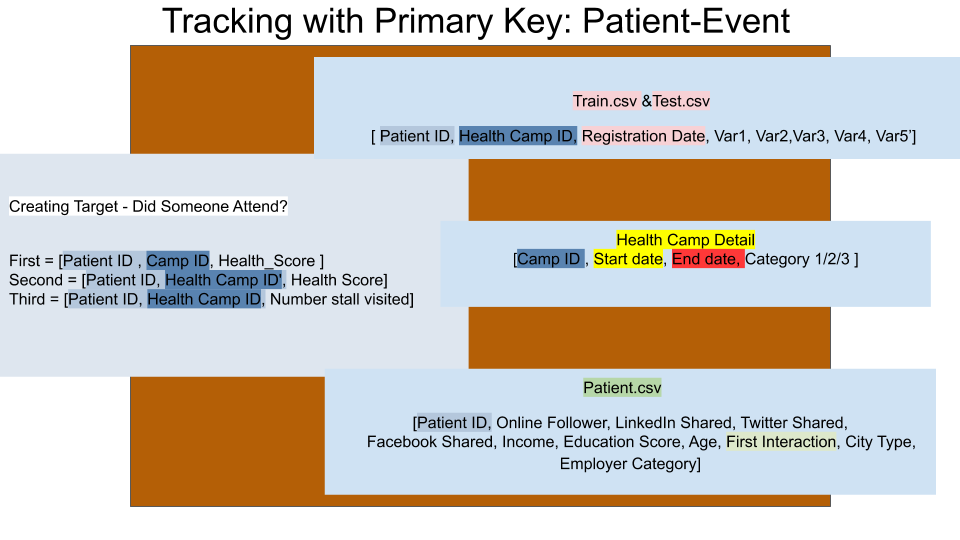 Tracking with Primary Key: Patient-Event
Train.csv &Test.csv
[ Patient ID, Health Camp ID, Registration Date, Var1, Var2,Var3, Var4, Var5’]
Creating Target - Did Someone Attend?
First = [Patient ID , Camp ID, Health_Score ]
Second = [Patient ID, Health Camp ID', Health Score]
Third = [Patient ID, Health Camp ID, Number stall visited]
Health Camp Detail
[Camp ID , Start date, End date, Category 1/2/3 ]
Patient.csv
[Patient ID, Online Follower, LinkedIn Shared, Twitter Shared,
Facebook Shared, Income, Education Score, Age, First Interaction, City Type,
Employer Category]